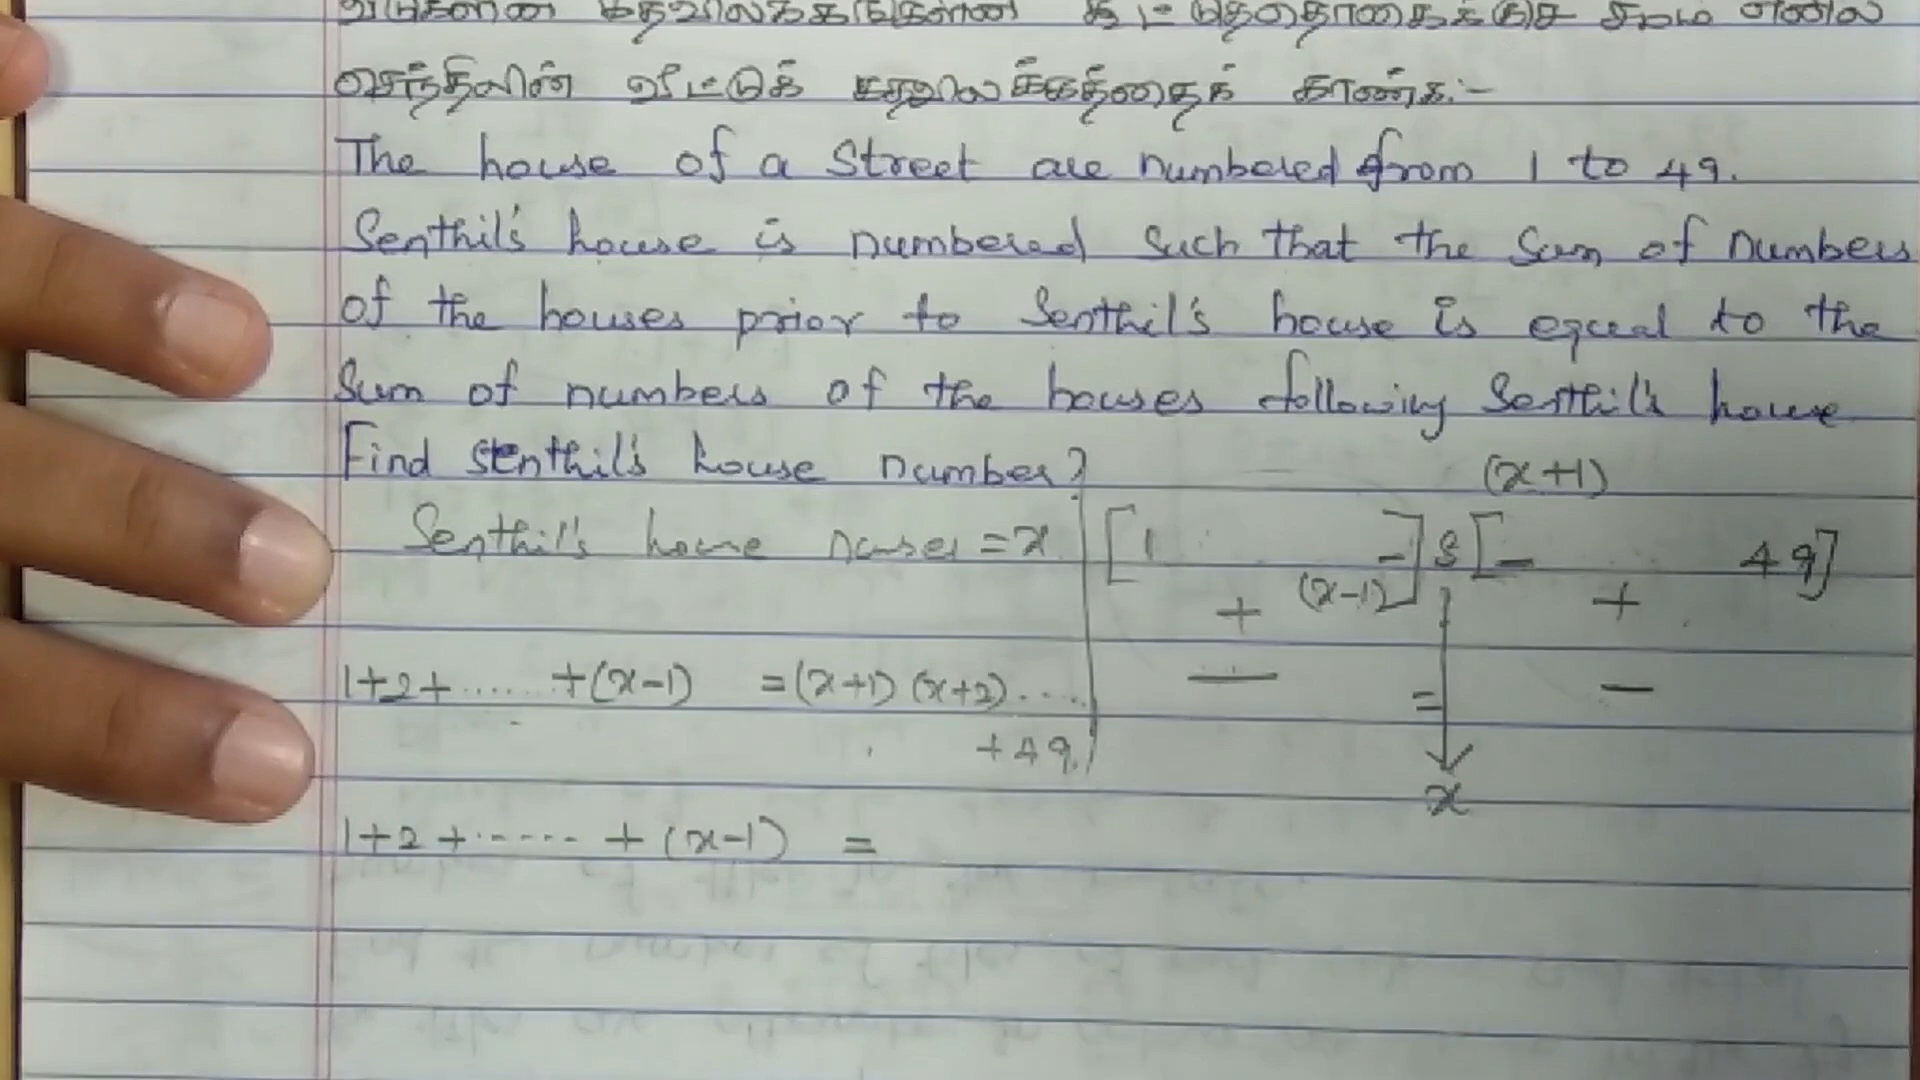 செந்திலின் வீட்டுக் கதவிலக்கத்தைக் காண்க:-
The house of a Street are numbered from 1 to 49.
Senthil's house is numbered such that the sum of numbers
of the houses prior to Senthil's house is equal to the
sum of numbers of the houses following Senthil's house
Find senthil's house number?
(x+1)
Senthil's house = x
[1 -] S [- 49]
(x-1)
+ +
1+2+...... +(x-1) =(x+1) (x+2)....
+49
— = —
x
1+2+...... + (x-1) =